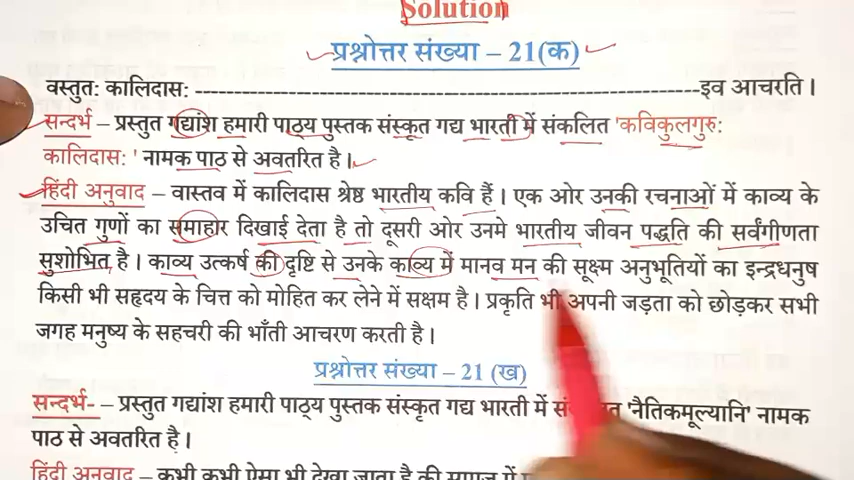 Solution
प्रश्नोत्तर संख्या – 21(क)
वस्तुत: कालिदास: ------------------------------------------------------------इव आचरति ।
सन्दर्भ – प्रस्तुत गद्यांश हमारी पाठ्य पुस्तक संस्कृत गद्य भारती में संकलित 'कविकुलगुरु:
कालिदास: ' नामक पाठ से अवतरित है ।
हिंदी अनुवाद – वास्तव में कालिदास श्रेष्ठ भारतीय कवि हैं । एक ओर उनकी रचनाओं में काव्य के
उचित गुणों का समाहार दिखाई देता है तो दूसरी ओर उनमे भारतीय जीवन पद्धति की सर्वंगीणता
सुशोभित है । काव्य उत्कर्ष की दृष्टि से उनके काव्य में मानव मन की सूक्ष्म अनुभूतियों का इन्द्रधनुष
किसी भी सहृदय के चित्त को मोहित कर लेने में सक्षम है । प्रकृति भी अपनी जड़ता को छोड़कर सभी
जगह मनुष्य के सहचरी की भाँती आचरण करती है ।
प्रश्नोत्तर संख्या – 21 (ख)
सन्दर्भ- – प्रस्तुत गद्यांश हमारी पाठ्य पुस्तक संस्कृत गद्य भारती में 'नैतिकमूल्यानि' नामक
पाठ से अवतरित है ।
हिंदी अनुवाद – कभी कभी ऐसा भी देखा जाता है की समाज में